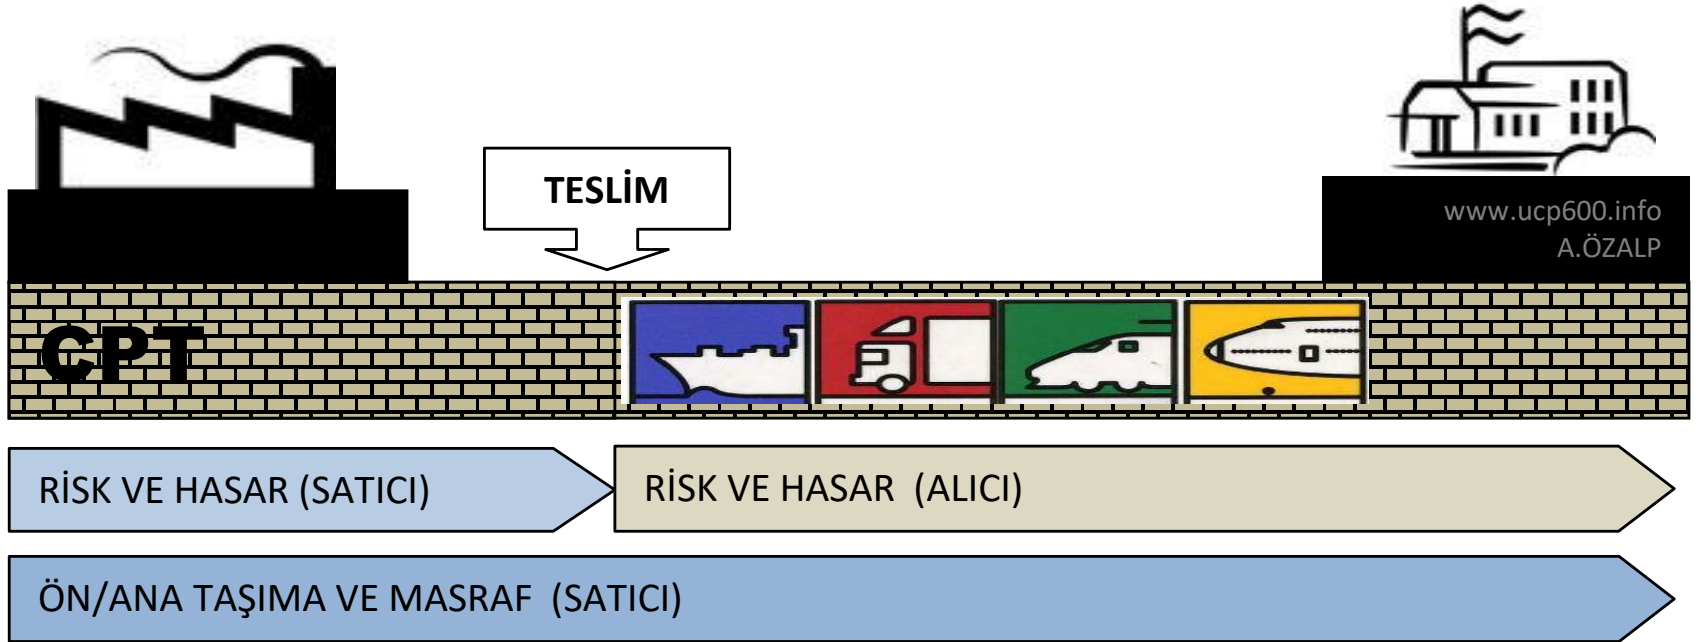 TESLİM
www.ucp600.info
A.ÖZALP
CPT
RİSK VE HASAR (SATICI)
RİSK VE HASAR (ALICI)
ÖN/ANA TAŞIMA VE MASRAF (SATICI)